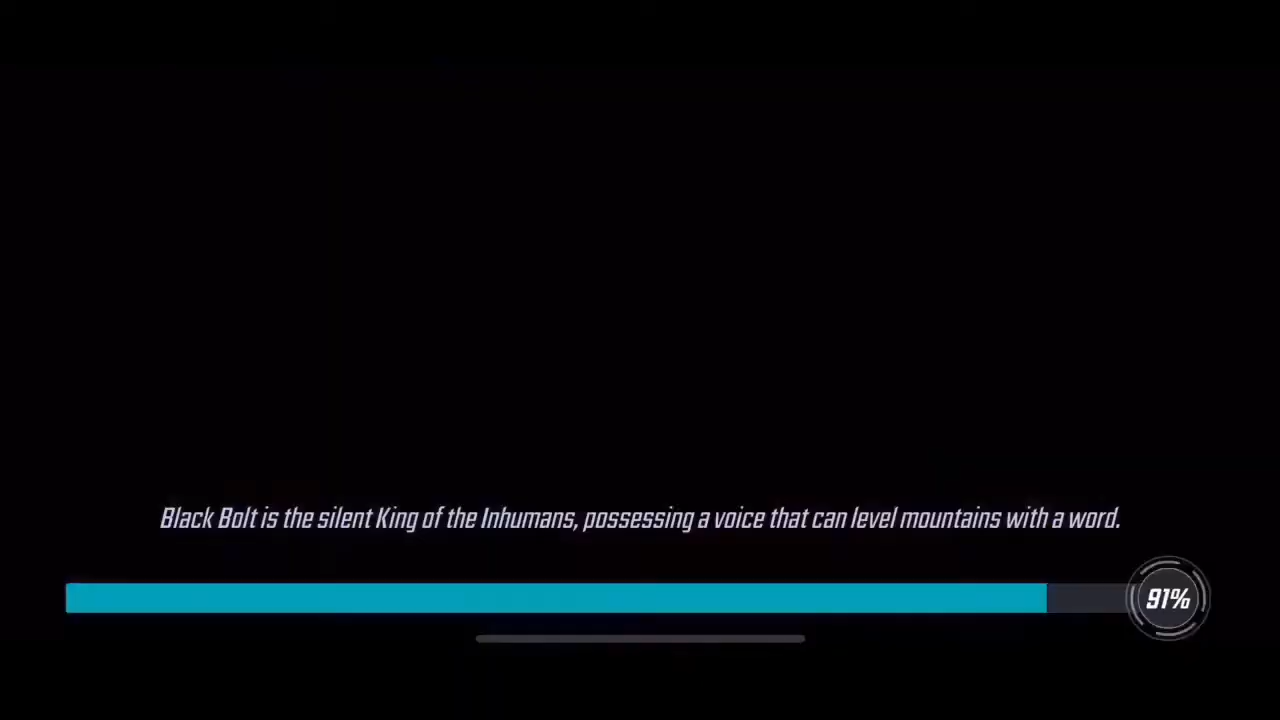 Black Bolt is the silent King of the Inhumans, possessing a voice that can level mountains with a word.
91%